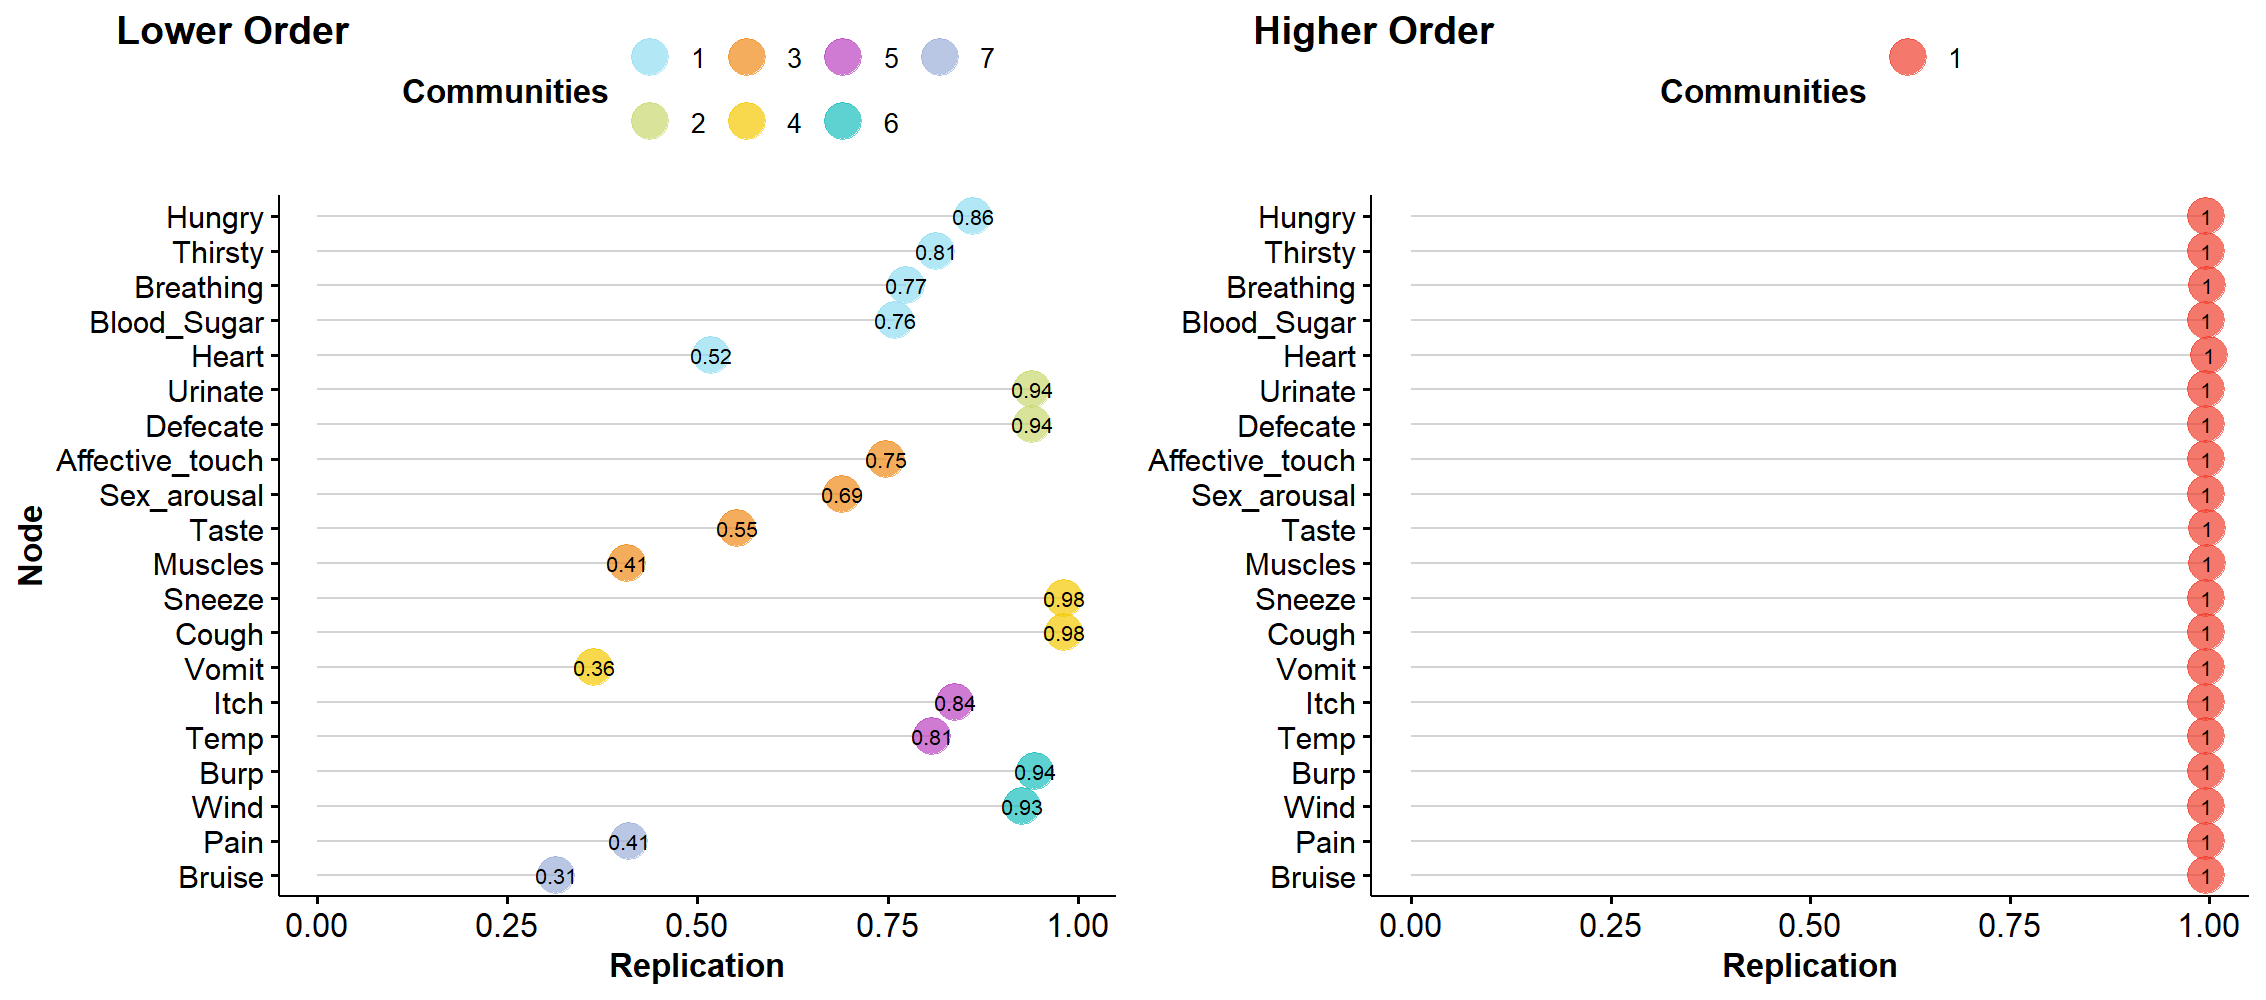 Lower Order
Communities
1 3 5 7
2 4 6
Node
Hungry 0.86
Thirsty 0.81
Breathing 0.77
Blood_Sugar 0.76
Heart 0.52
Urinate 0.94
Defecate 0.94
Affective_touch 0.75
Sex_arousal 0.69
Taste 0.55
Muscles 0.41
Sneeze 0.98
Cough 0.98
Vomit 0.36
Itch 0.84
Temp 0.81
Burp 0.94
Wind 0.93
Pain 0.41
Bruise 0.31
0.00 0.25 0.50 0.75 1.00
Replication
Higher Order
Communities
1
Hungry 1
Thirsty 1
Breathing 1
Blood_Sugar 1
Heart 1
Urinate 1
Defecate 1
Affective_touch 1
Sex_arousal 1
Taste 1
Muscles 1
Sneeze 1
Cough 1
Vomit 1
Itch 1
Temp 1
Burp 1
Wind 1
Pain 1
Bruise 1
0.00 0.25 0.50 0.75 1.00
Replication